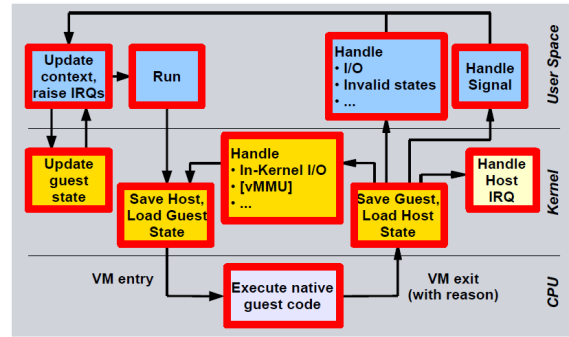 Update
context,
raise IRQs
Run
Handle
• I/O
• Invalid states
• ...
Handle
Signal
User Space
Update
guest
state
Handle
• In-Kernel I/O
• [vMMU]
• ...
Save Host,
Load Guest
State
Save Guest,
Load Host
State
Handle
Host
IRQ
Kernel
VM entry
Execute native
guest code
VM exit
(with reason)
CPU